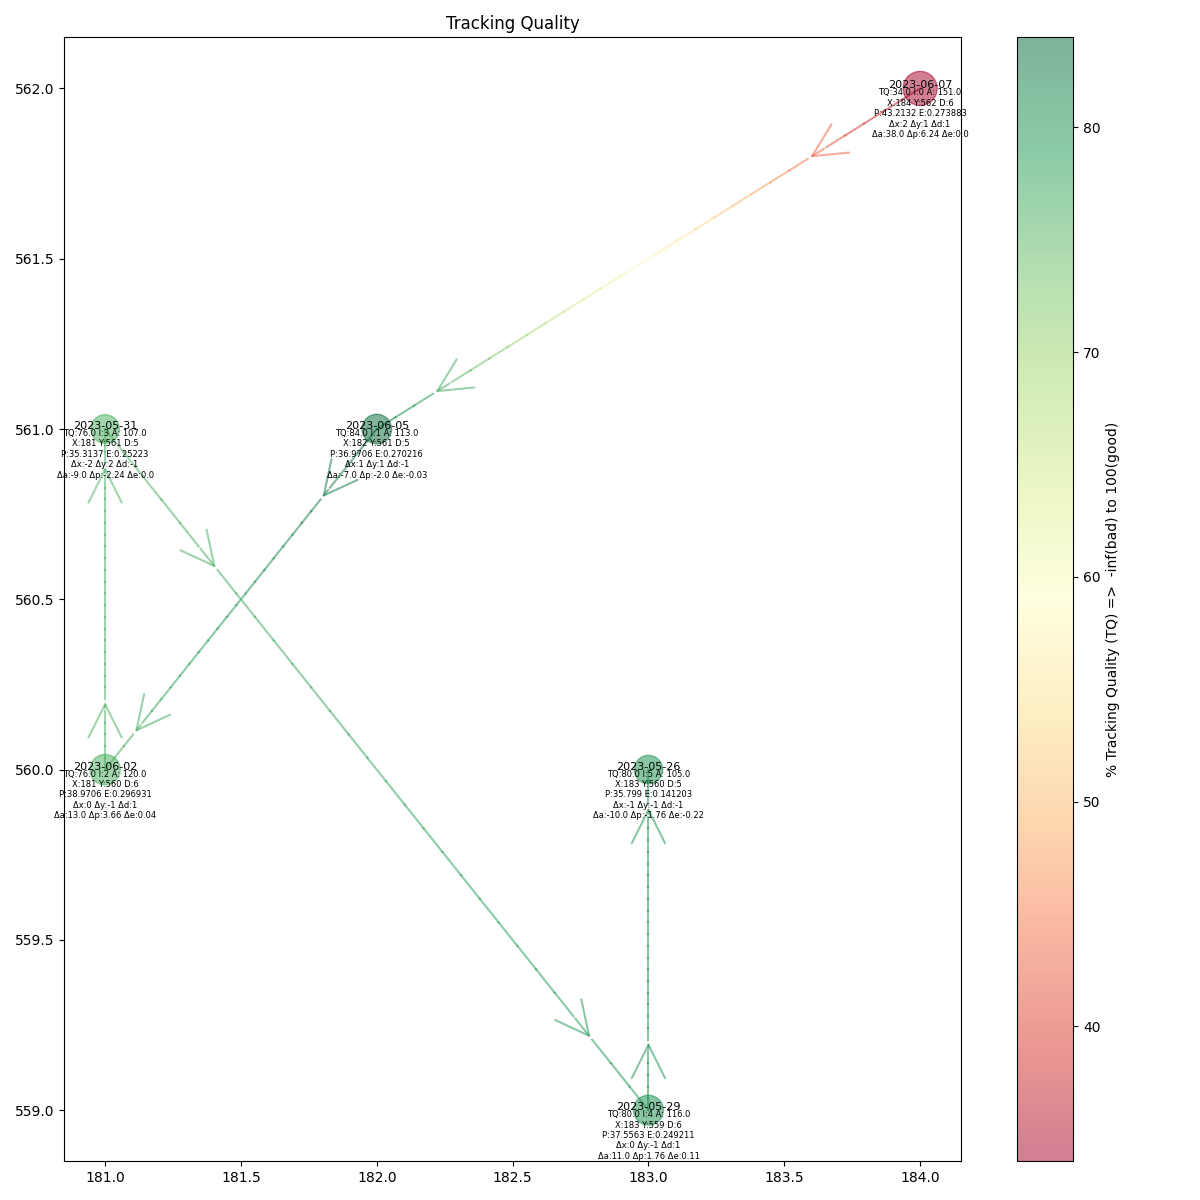 Tracking Quality
562.0
561.5
561.0
560.5
560.0
559.5
559.0
181.0
181.5
182.0
182.5
183.0
183.5
184.0
2023-06-07
TQ:34.0 I:0 A: 151.0
X:184 Y:562 D:6
P:43.2132 E:0.273883
Δx:2 Δy:1 Δd:1
Δa:38.0 Δp:6.24 Δe:0.0
2023-05-31
TQ:76.0 I:3 A: 107.0
X:181 Y:561 D:5
P:35.3137 E:0.25223
Δx:-2 Δy:2 Δd:-1
Δa:-9.0 Δp:-2.24 Δe:0.0
2023-06-05
TQ:84.0 I:1 A: 113.0
X:182 Y:561 D:5
P:36.9706 E:0.270216
Δx:1 Δy:1 Δd:-1
Δa:-7.0 Δp:-2.0 Δe:-0.03
2023-06-02
TQ:76.0 I:2 A: 120.0
X:181 Y:560 D:6
P:38.9706 E:0.296931
Δx:0 Δy:-1 Δd:1
Δa:13.0 Δp:3.66 Δe:0.04
2023-05-26
TQ:80.0 I:5 A: 105.0
X:183 Y:560 D:5
P:35.799 E:0.141203
Δx:-1 Δy:-1 Δd:-1
Δa:-10.0 Δp:-1.76 Δe:-0.22
2023-05-29
TQ:80.0 I:4 A: 116.0
X:183 Y:559 D:6
P:37.5563 E:0.249211
Δx:0 Δy:-1 Δd:1
Δa:11.0 Δp:1.76 Δe:0.11
80
70
60
50
40
% Tracking Quality (TQ) => -inf(bad) to 100(good)